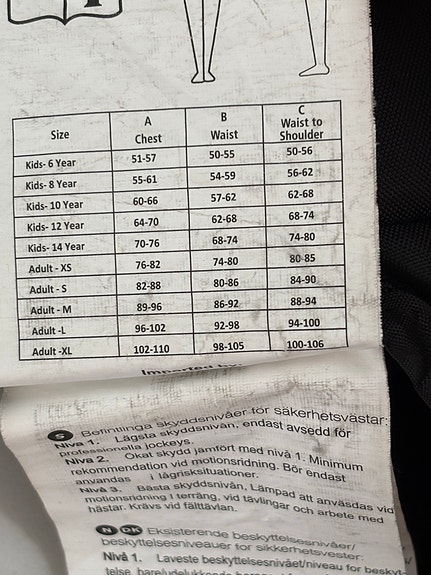 Size A Chest B Waist C Waist to Shoulder
Kids- 6 Year 51-57 50-55 50-56
Kids- 8 Year 55-61 54-59 56-62
Kids- 10 Year 60-66 57-62 62-68
Kids- 12 Year 64-70 62-68 68-74
Kids- 14 Year 70-76 68-74 74-80
Adult - XS 76-82 74-80 80-85
Adult - S 82-88 80-86 84-90
Adult - M 89-96 86-92 88-94
Adult -L 96-102 92-98 94-100
Adult -XL 102-110 98-105 100-106
Imported by:
S Befintliga skyddsnivåer för säkerhetsvästar:
Nivå 1. Lägsta skyddsnivån, endast avsedd för
professionella jockeys.
Nivå 2. Ökat skydd jämfört med nivå 1. Minimum
rekommendation vid motionsridning. Bör endast
användas i lågrisksituationer.
Nivå 3. Bästa skyddsnivån, Lämpad att användas vid
motionsridning i terräng, vid tävlingar och arbete med
hästar. Krävs vid fälttävlan.
N DK Eksisterende beskyttelsesnivåer/
beskyttelsesniveauer for sikkerhetsvester:
Nivå 1. Laveste beskyttelsesnivået/niveau for beskyt-